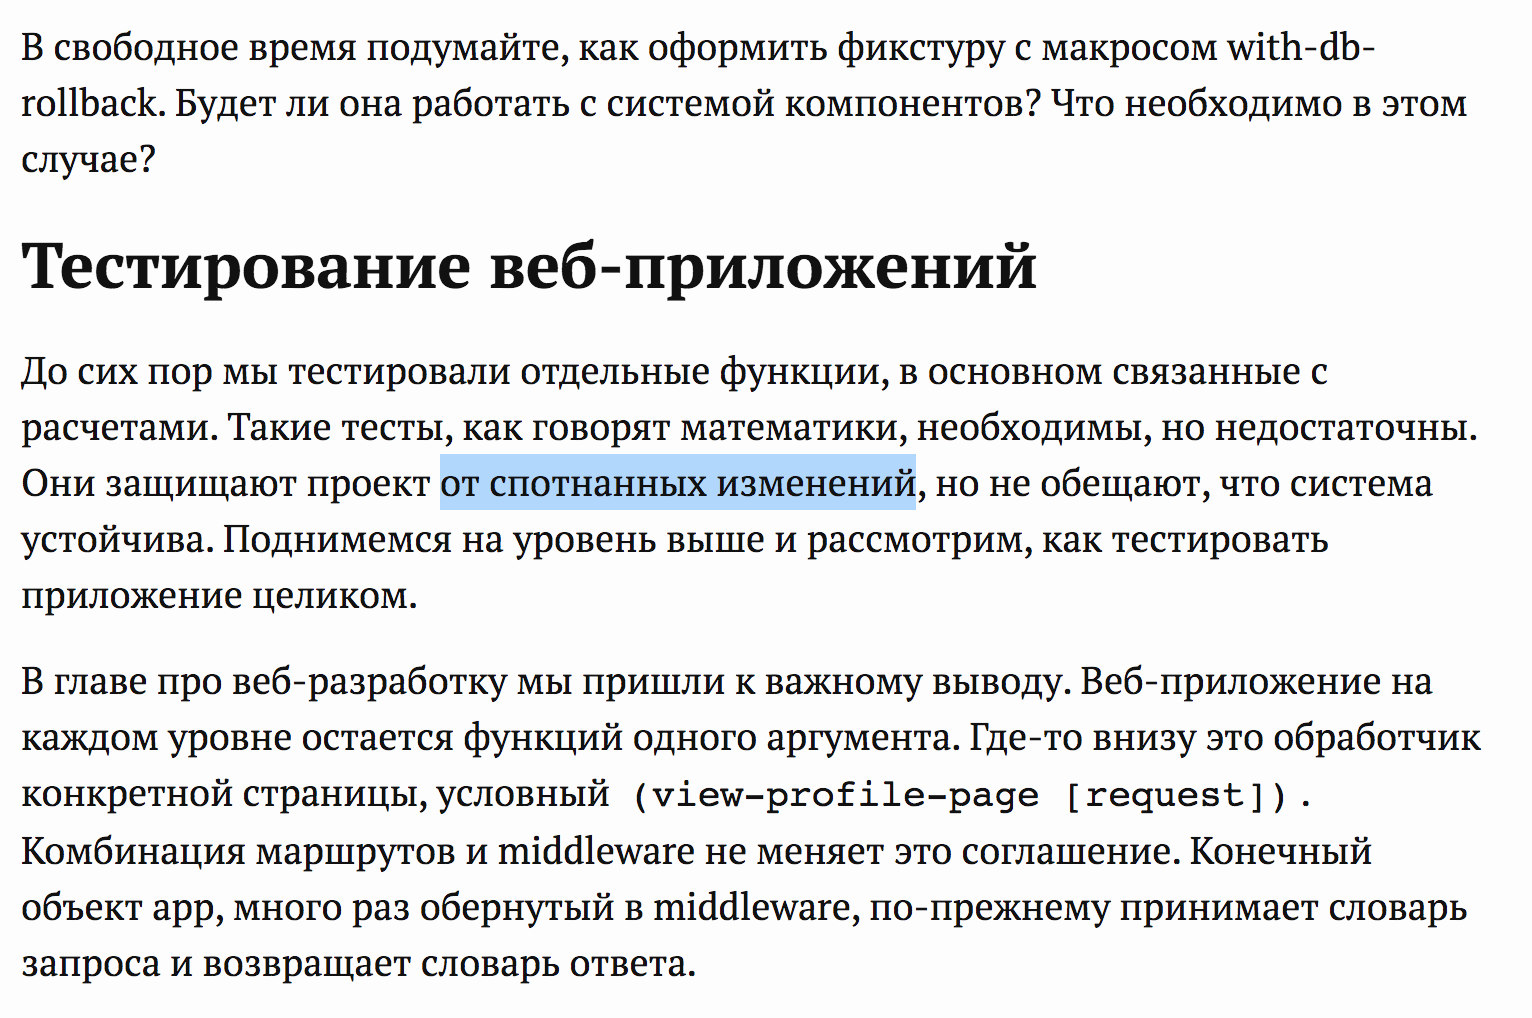 В свободное время подумайте, как оформить фикстуру с макросом with-db-
rollback. Будет ли она работать с системой компонентов? Что необходимо в этом
случае?
Тестирование веб-приложений
До сих пор мы тестировали отдельные функции, в основном связанные с
расчетами. Такие тесты, как говорят математики, необходимы, но недостаточны.
Они защищают проект от спотнанных изменений, но не обещают, что система
устойчива. Поднимемся на уровень выше и рассмотрим, как тестировать
приложение целиком.
В главе про веб-разработку мы пришли к важному выводу. Веб-приложение на
каждом уровне остается функций одного аргумента. Где-то внизу это обработчик
конкретной страницы, условный (view-profile-page [request]).
Комбинация маршрутов и middleware не меняет это соглашение. Конечный
объект app, много раз обернутый в middleware, по-прежнему принимает словарь
запроса и возвращает словарь ответа.